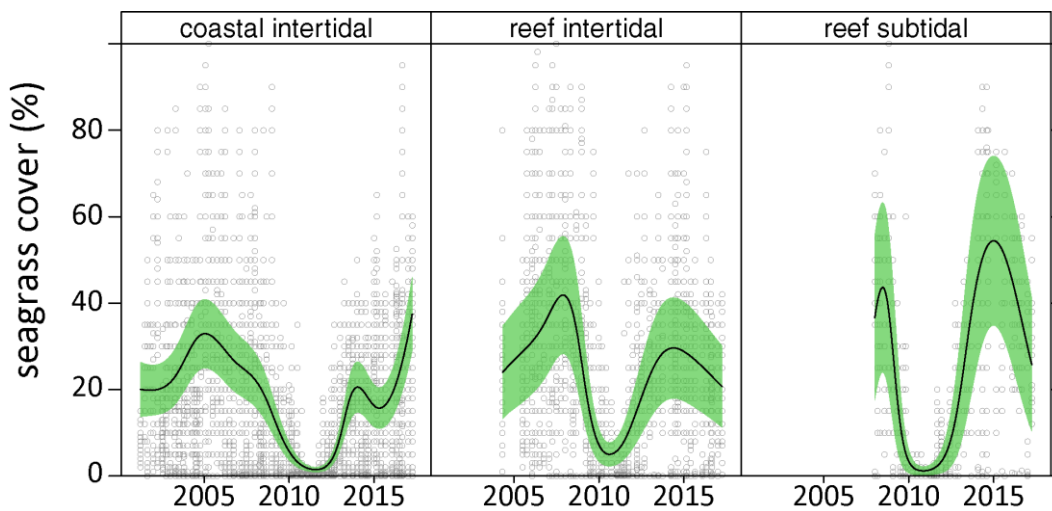 coastal intertidal reef intertidal reef subtidal
seagrass cover (%)
80
60
40
20
0
2005 2010 2015 2005 2010 2015 2005 2010 2015